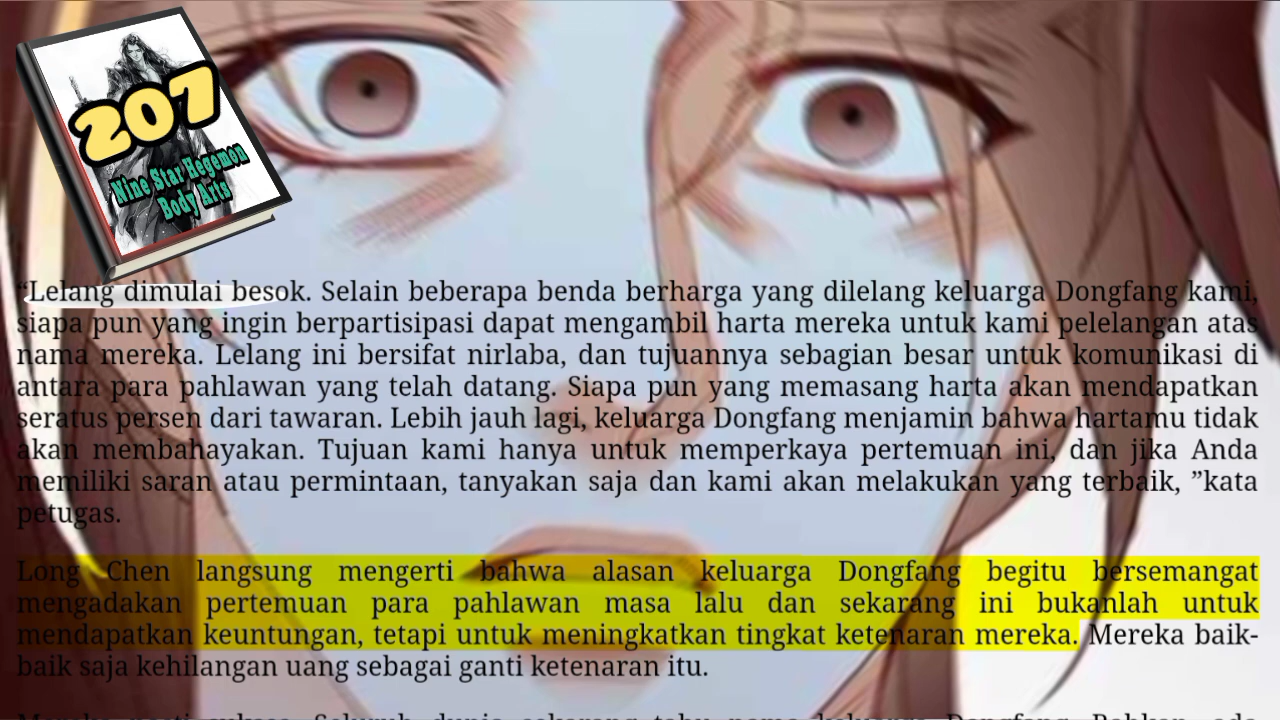 207
Nine Star Hegemon
Body Arts
“Lelang dimulai besok. Selain beberapa benda berharga yang dilelang keluarga Dongfang kami,
siapa pun yang ingin berpartisipasi dapat mengambil harta mereka untuk kami pelelangan atas
nama mereka. Lelang ini bersifat nirlaba, dan tujuannya sebagian besar untuk komunikasi di
antara para pahlawan yang telah datang. Siapa pun yang memasang harta akan mendapatkan
seratus persen dari tawaran. Lebih jauh lagi, keluarga Dongfang menjamin bahwa hartamu tidak
akan membahayakan. Tujuan kami hanya untuk memperkaya pertemuan ini, dan jika Anda
memiliki saran atau permintaan, tanyakan saja dan kami akan melakukan yang terbaik, ”kata
petugas.
Long Chen langsung mengerti bahwa alasan keluarga Dongfang begitu bersemangat
mengadakan pertemuan para pahlawan masa lalu dan sekarang ini bukanlah untuk
mendapatkan keuntungan, tetapi untuk meningkatkan tingkat ketenaran mereka. Mereka baik-
baik saja kehilangan uang sebagai ganti ketenaran itu.